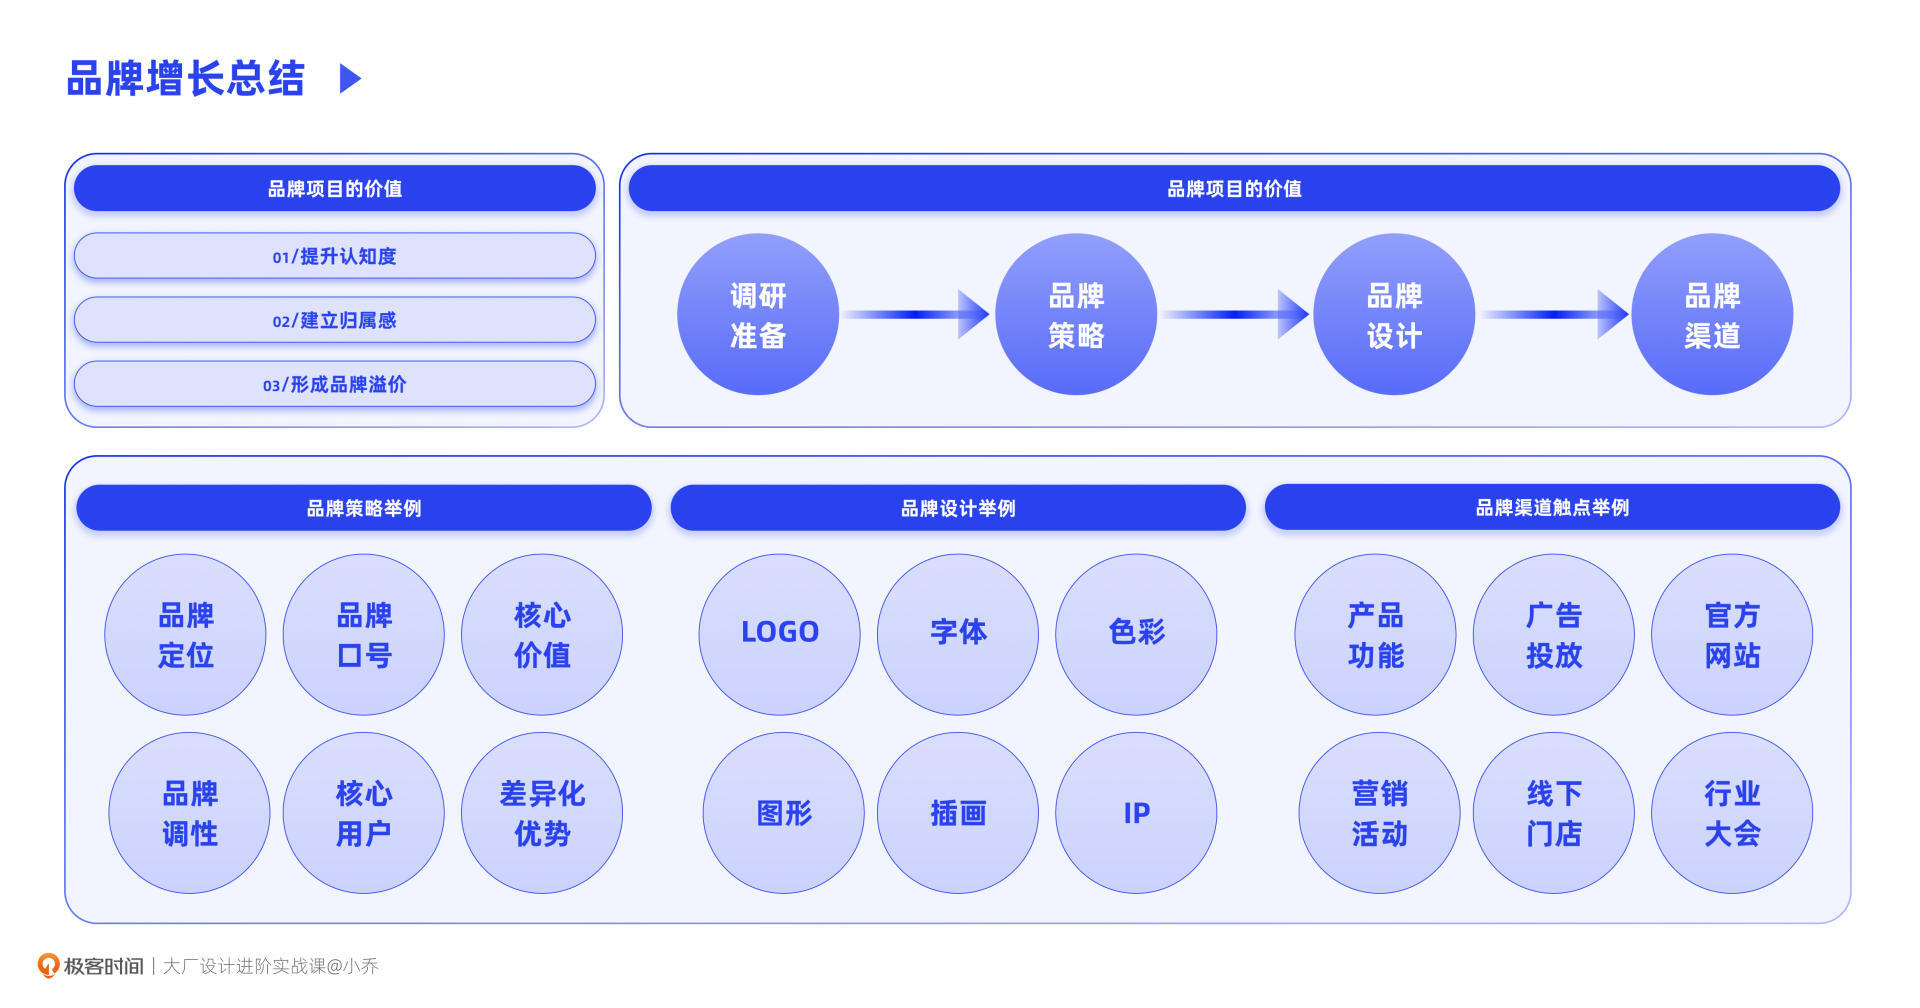 品牌增长总结
品牌项目的价值
01/提升认知度
02/建立归属感
03/形成品牌溢价
品牌项目的价值
调研
准备
品牌
策略
品牌
设计
品牌
渠道
品牌策略举例
品牌
定位
品牌
口号
核心
价值
品牌
调性
核心
用户
差异化
优势
品牌设计举例
LOGO
字体
色彩
图形
插画
IP
品牌渠道触点举例
产品
功能
广告
投放
官方
网站
营销
活动
线下
门店
行业
大会
极客时间|大厂设计进阶实战课@小乔